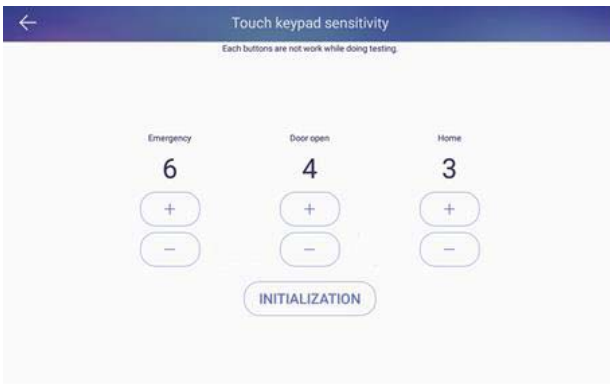 Touch keypad sensitivity
Each buttons are not work while doing testing.
Emergency Door open Home
6 4 3
+ + +
− − −
INITIALIZATION